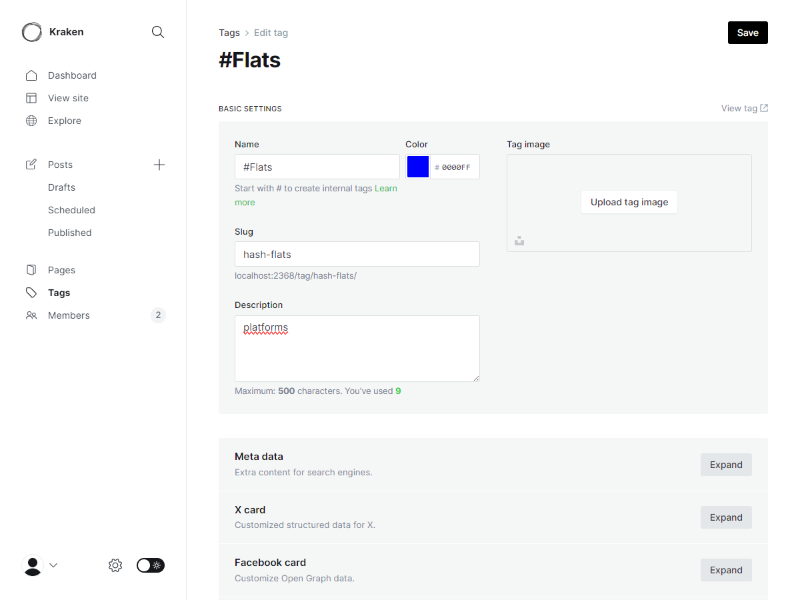 Kraken
Dashboard
View site
Explore
Posts
Drafts
Scheduled
Published
Pages
Tags
Members 2
Tags > Edit tag
Save
#Flats
BASIC SETTINGS
View tag
Name
#Flats
Start with # to create internal tags Learn
more
Color
# 0000FF
Slug
hash-flats
localhost:2368/tag/hash-flats/
Description
platforms
Maximum: 500 characters. You've used 9
Tag image
Upload tag image
Meta data
Extra content for search engines.
Expand
X card
Customized structured data for X.
Expand
Facebook card
Customize Open Graph data.
Expand